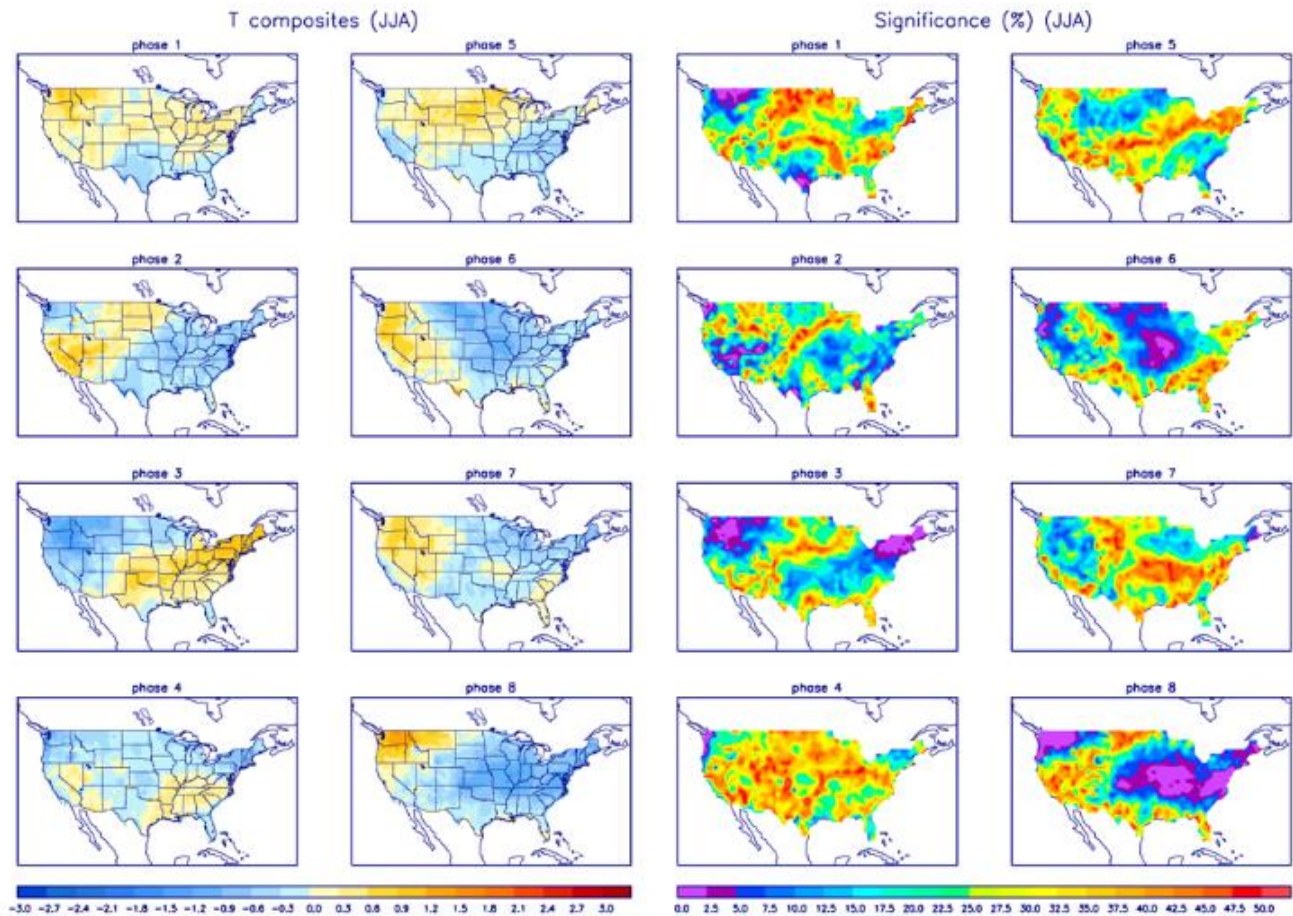 T composites (JJA) Significance (%) (JJA)
phase 1 phase 5 phase 1 phase 5
phase 2 phase 6 phase 2 phase 6
phase 3 phase 7 phase 3 phase 7
phase 4 phase 8 phase 4 phase 8
-3.0 -2.7 -2.4 -2.1 -1.8 -1.5 -1.2 -0.9 -0.6 -0.3 0.0 0.3 0.6 0.9 1.2 1.5 1.8 2.1 2.4 2.7 3.0 0.0 2.5 5.0 7.5 10.0 12.5 15.0 17.5 20.0 22.5 25.0 27.5 30.0 32.5 35.0 37.5 40.0 42.5 45.0 47.5 50.0